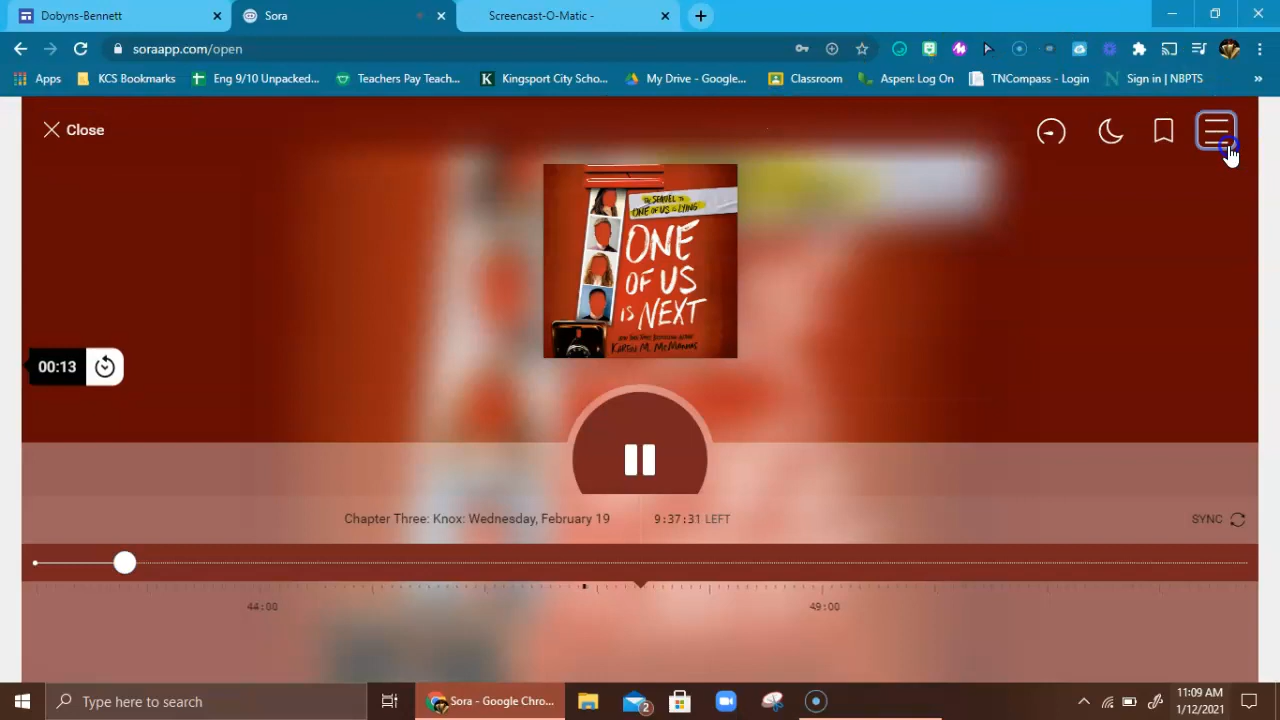 Dobyns-Bennett
Sora
Screencast-O-Matic -
soraapp.com/open
Apps
KCS Bookmarks
Eng 9/10 Unpacked...
Teachers Pay Teach...
Kingsport City Scho...
My Drive - Google...
Classroom
Aspen: Log On
TNCompass - Login
Sign in | NBPTS
»
Close
THE SEQUEL TO
ONE OF US IS LYING
ONE
OF US
IS NEXT
KAREN M. McMANUS
00:13
Chapter Three: Knox: Wednesday, February 19
9:37:31 LEFT
SYNC
44:00
49:00
Type here to search
Sora - Google Chro...
2
11:09 AM
1/12/2021